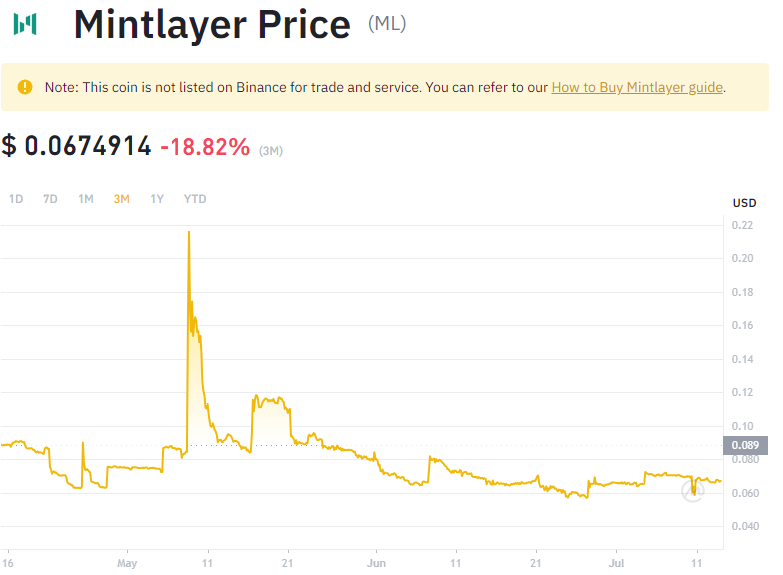 Mintlayer Price (ML)
Note: This coin is not listed on Binance for trade and service. You can refer to our How to Buy Mintlayer guide.
$ 0.0674914 -18.82% (3M)
1D 7D 1M 3M 1Y YTD
USD
0.22
0.20
0.18
0.16
0.14
0.12
0.10
0.089
0.080
0.060
0.040
16 May 11 21 Jun 11 21 Jul 11